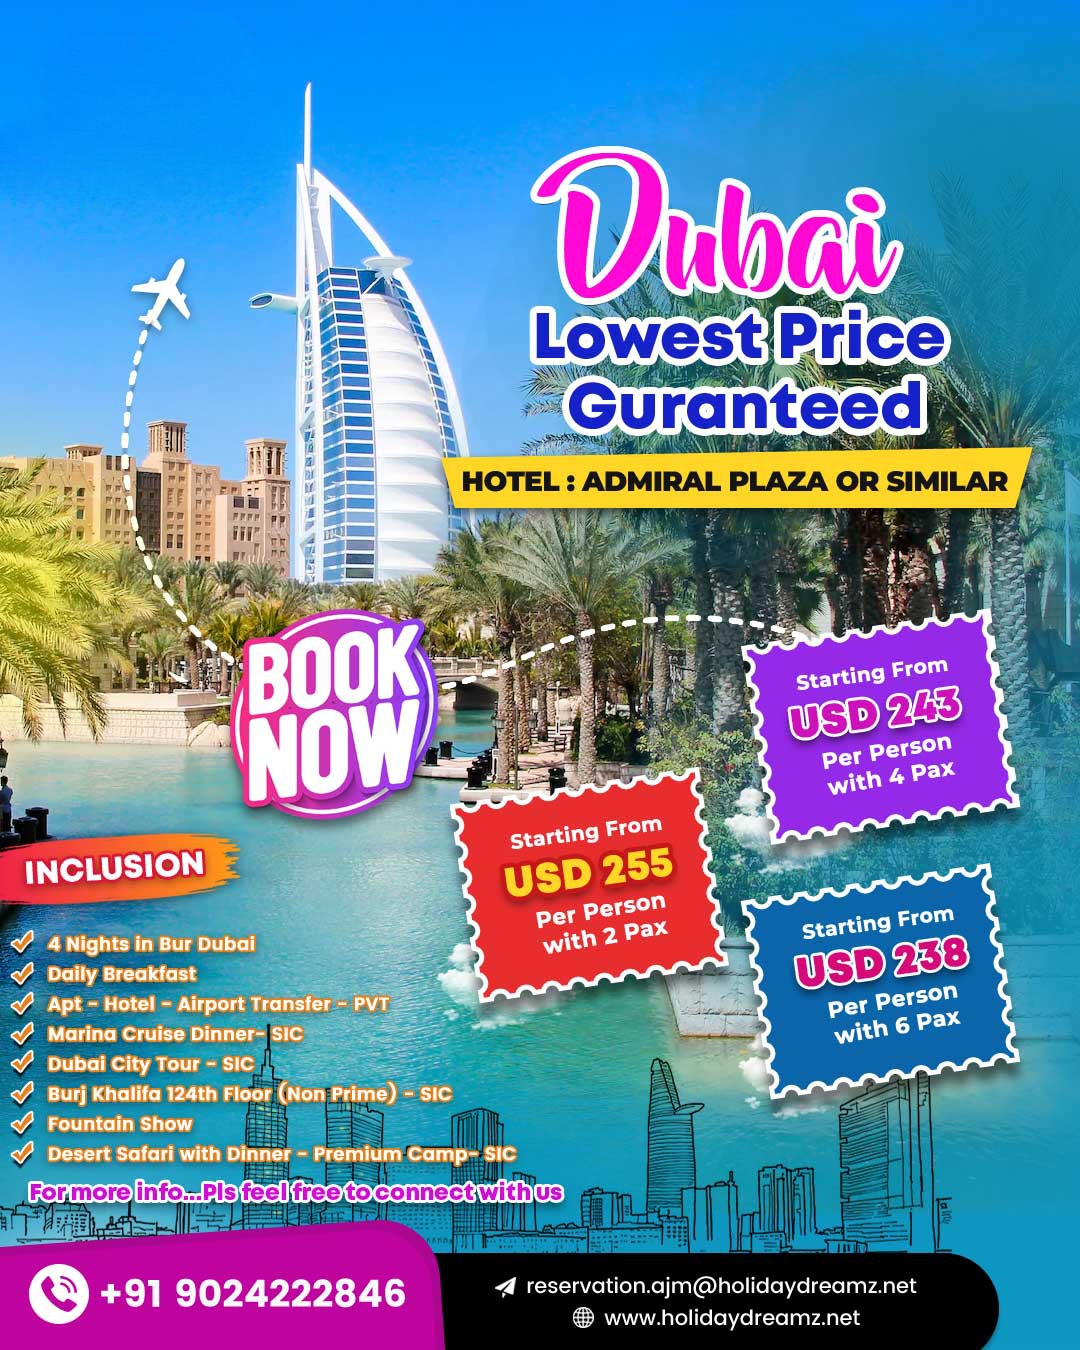 Dubai
Lowest Price
Guranteed
HOTEL : ADMIRAL PLAZA OR SIMILAR
BOOK
NOW
Starting From
USD 243
Per Person
with 4 Pax
Starting From
USD 255
Per Person
with 2 Pax
Starting From
USD 238
Per Person
with 6 Pax
INCLUSION
4 Nights in Bur Dubai
Daily Breakfast
Apt - Hotel - Airport Transfer - PVT
Marina Cruise Dinner- SIC
Dubai City Tour - SIC
Burj Khalifa 124th Floor (Non Prime) - SIC
Fountain Show
Desert Safari with Dinner - Premium Camp- SIC
For more info...Pls feel free to connect with us
+91 9024222846
reservation.ajm@holidaydreamz.net
www.holidaydreamz.net